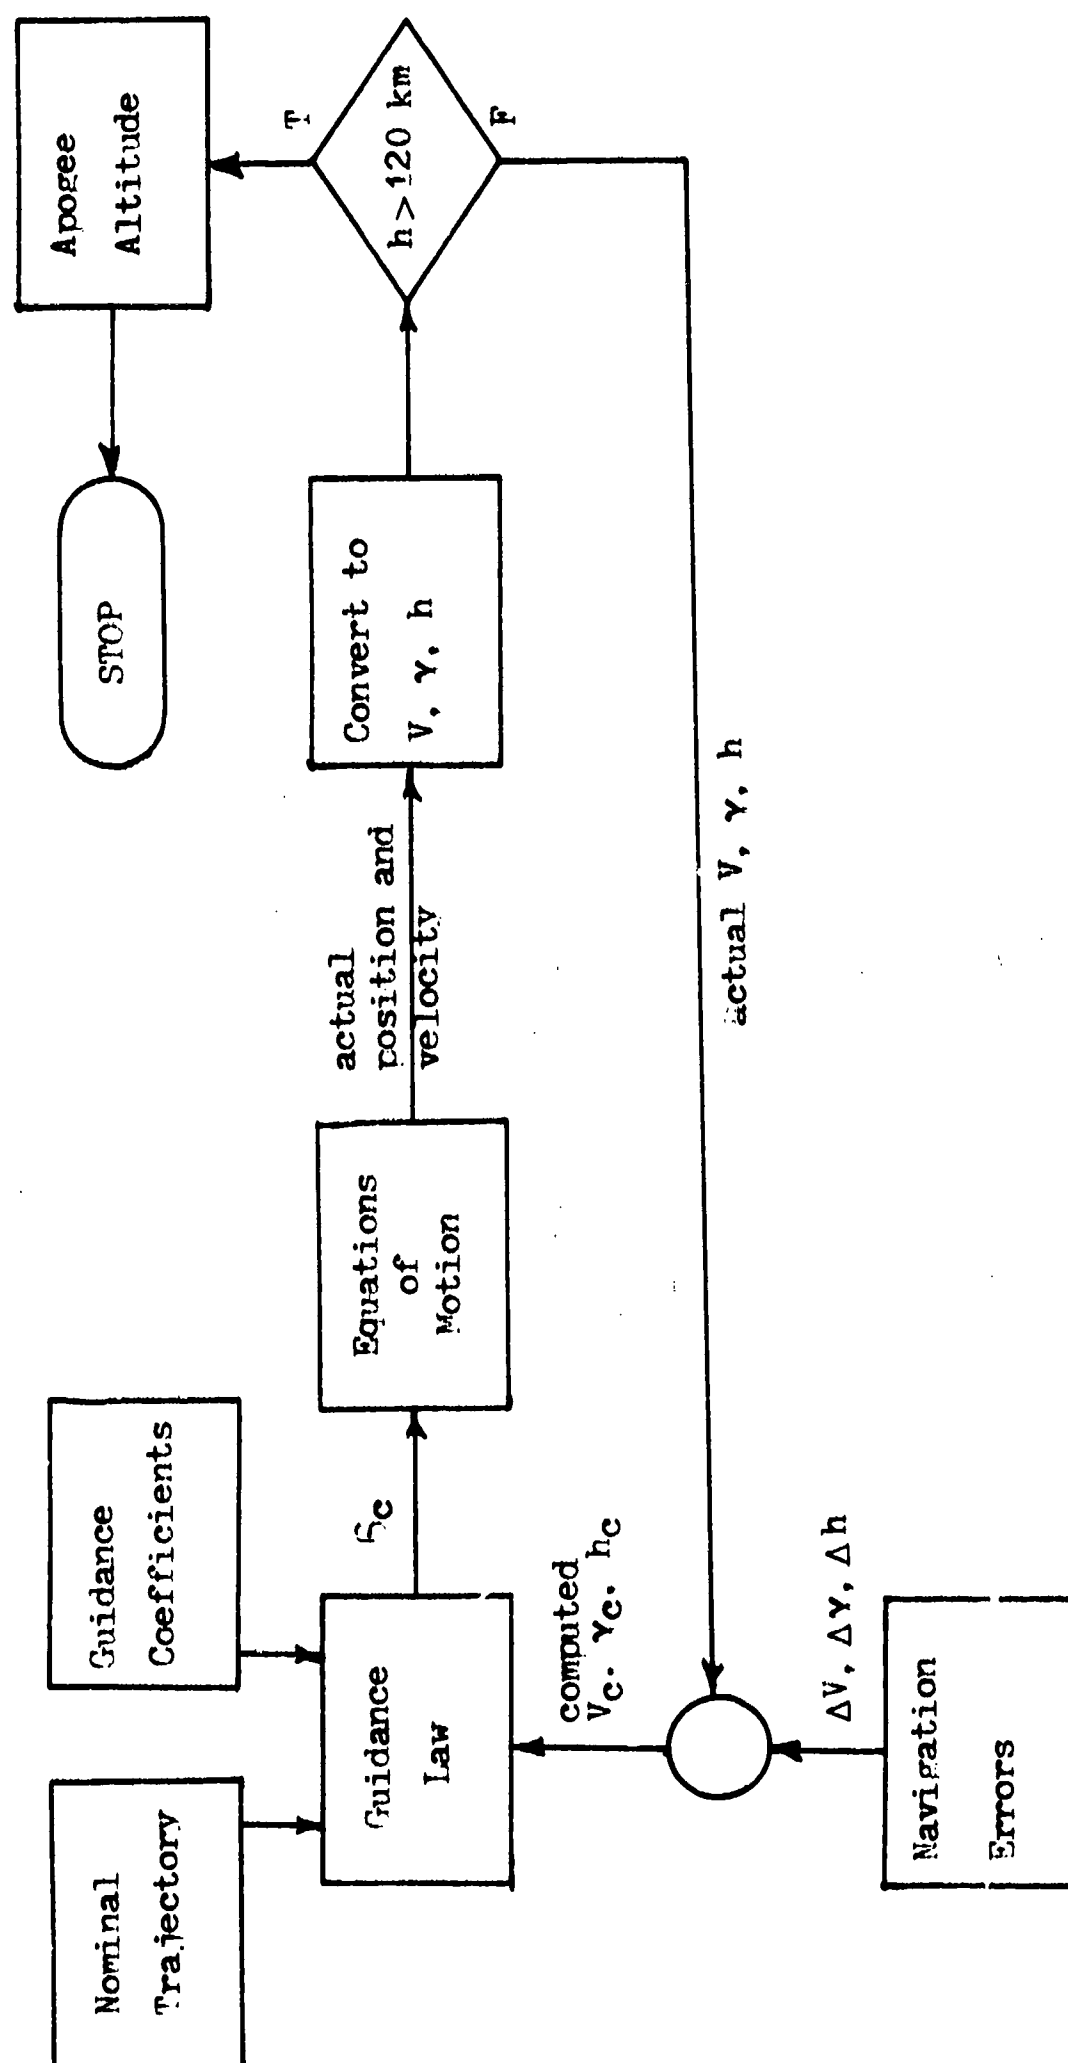 Nominal
Trajectory
Guidance
Coefficients
STOP
Apogee
Altitude
Guidance
Law
Equations
of
Motion
actual
position and
velocity
Convert to
V, γ, h
T
h>120 km
F
computed
Vc, γc, hc
actual V, γ, h
ΔV, Δγ, Δh
Navigation
Errors